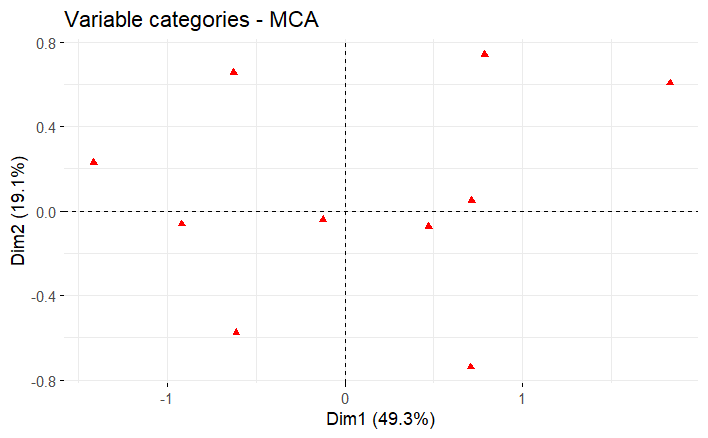 Variable categories - MCA
0.8
0.4
0.0
-0.4
-0.8
Dim2 (19.1%)
-1
0
1
Dim1 (49.3%)